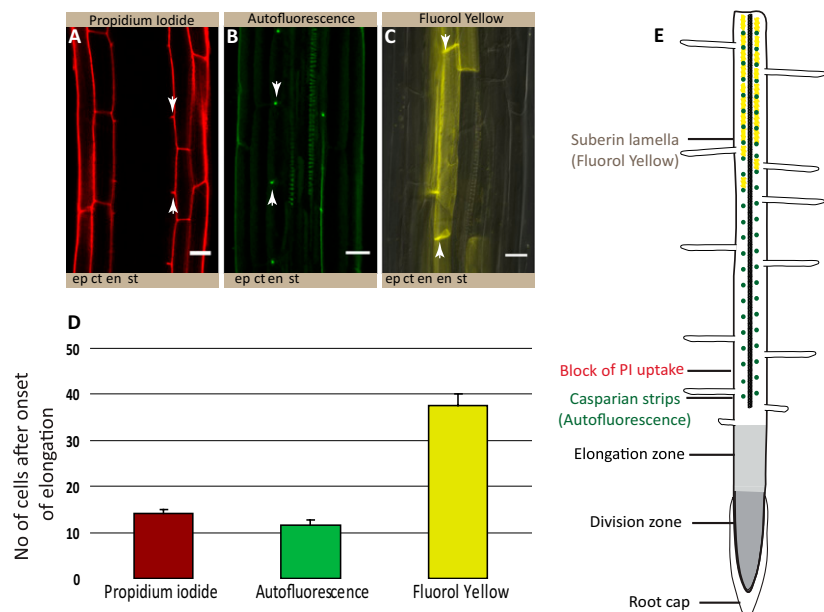 Propidium Iodide
Autofluorescence
Fluorol Yellow
A
B
C
ep ct en st
ep ct en st
ep ct en st
D
No of cells after onset
of elongation
50
40
30
20
10
0
Propidium iodide
Autofluorescence
Fluorol Yellow
E
Suberin lamella
(Fluorol Yellow)
Block of PI uptake
Casparian strips
(Autofluorescence)
Elongation zone
Division zone
Root cap